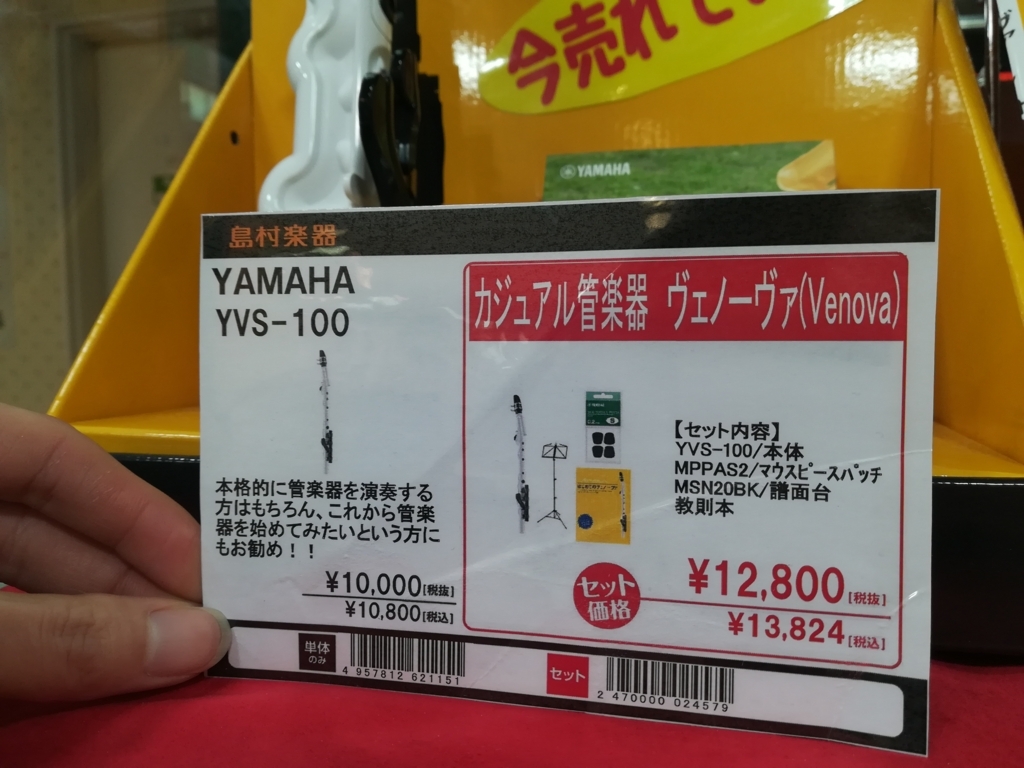 今売れて
YAMAHA
島村楽器
YAMAHA
YVS-100
本格的に管楽器を演奏する
方はもちろん、これから管楽
器を始めてみたいという方に
もお勧め！！
¥10,000[税抜]
¥10,800[税込]
カジュアル管楽器 ヴェノーヴァ(Venova)
YAMAHA
【セット内容】
YVS-100/本体
MPPAS2/マウスピースパッチ
MSN20BK/譜面台
教則本
セット
価格
¥12,800[税抜]
¥13,824[税込]
単体
のみ
4 957812 621151
セット
2 470000 024579